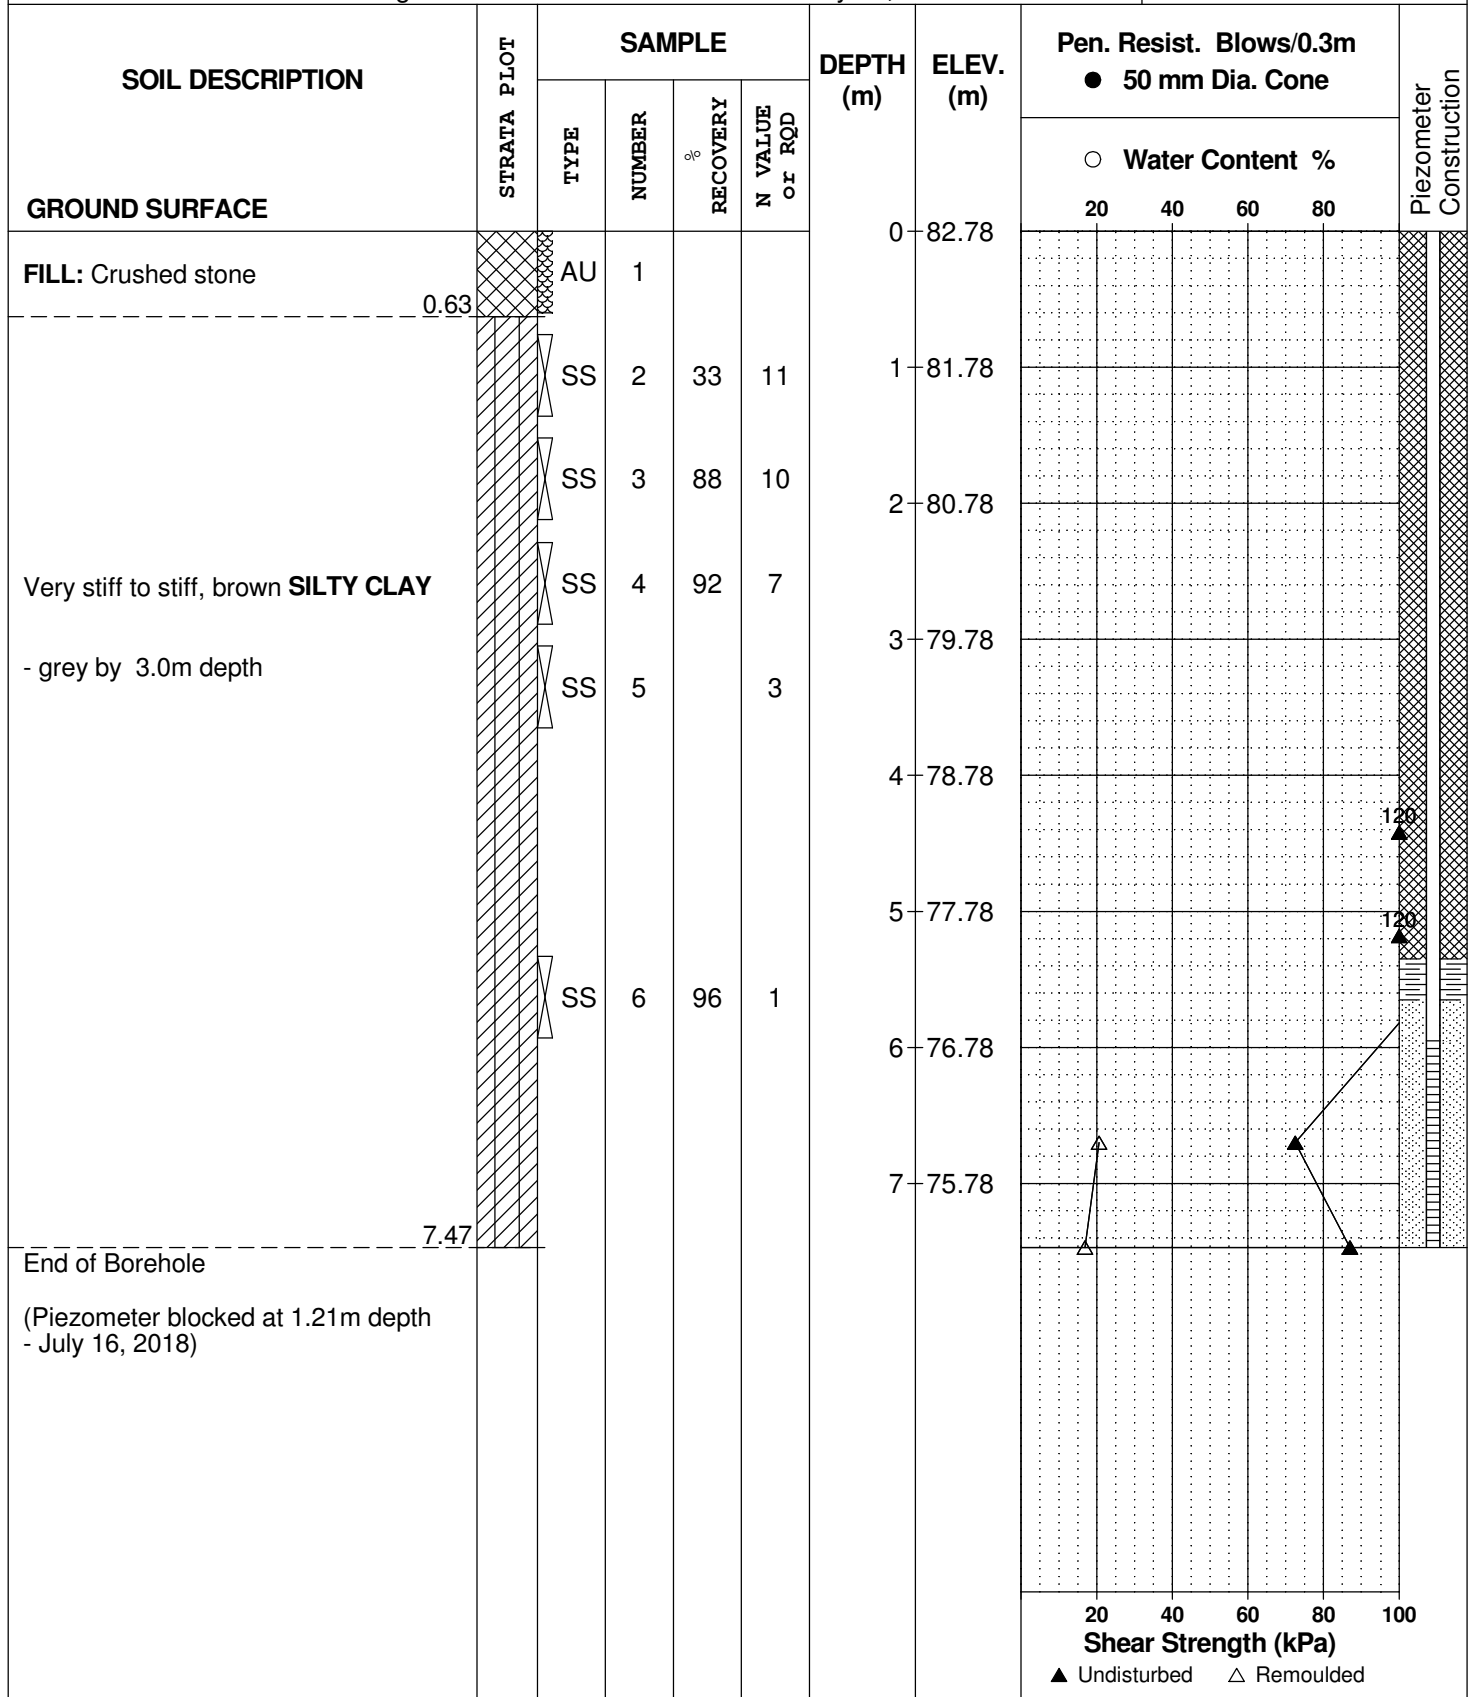 SOIL DESCRIPTION
GROUND SURFACE
STRATA PLOT
SAMPLE
TYPE
NUMBER
%
RECOVERY
N VALUE
or RQD
DEPTH
(m)
ELEV.
(m)
Pen. Resist. Blows/0.3m
● 50 mm Dia. Cone
○ Water Content %
20 40 60 80
Piezometer
Construction
0 82.78
FILL: Crushed stone
0.63
AU 1
SS 2 33 11
1 81.78
SS 3 88 10
2 80.78
Very stiff to stiff, brown SILTY CLAY
SS 4 92 7
3 79.78
- grey by 3.0m depth
SS 5 3
4 78.78
120
5 77.78
120
SS 6 96 1
6 76.78
7 75.78
7.47
End of Borehole
(Piezometer blocked at 1.21m depth
- July 16, 2018)
20 40 60 80 100
Shear Strength (kPa)
▲ Undisturbed △ Remoulded